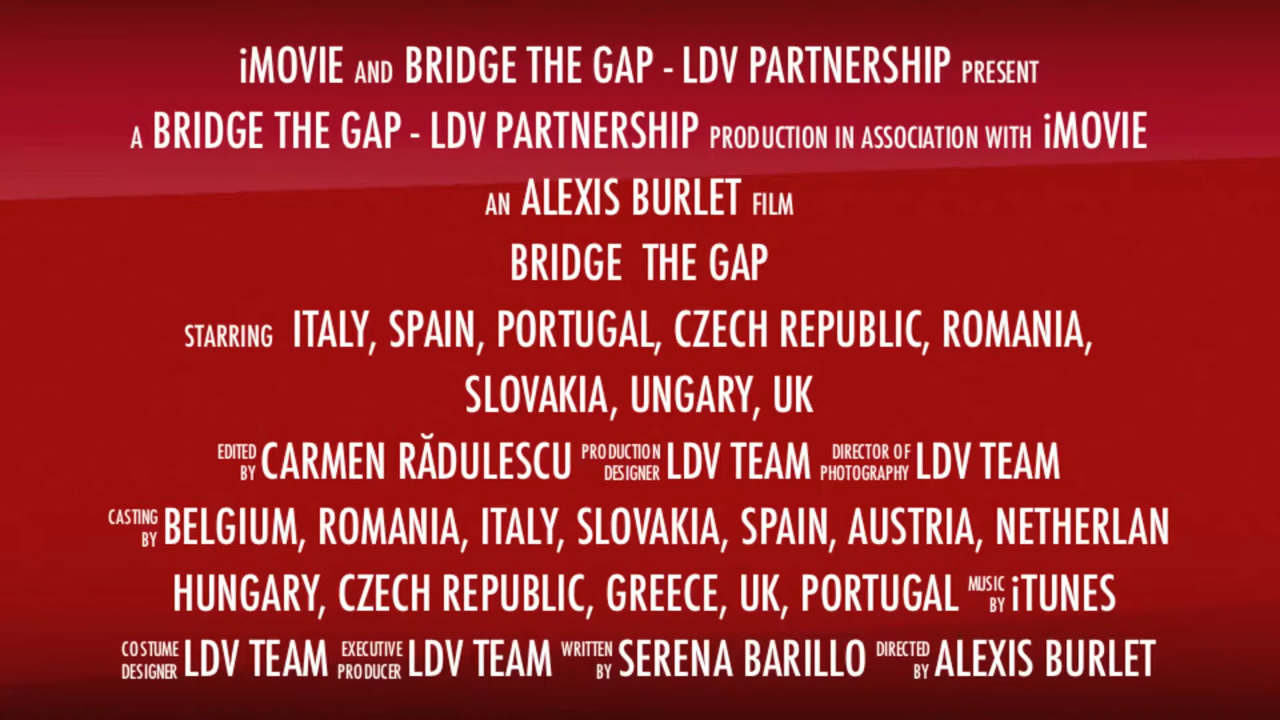 iMOVIE AND BRIDGE THE GAP - LDV PARTNERSHIP PRESENT
A BRIDGE THE GAP - LDV PARTNERSHIP PRODUCTION IN ASSOCIATION WITH iMOVIE
AN ALEXIS BURLET FILM
BRIDGE THE GAP
STARRING ITALY, SPAIN, PORTUGAL, CZECH REPUBLIC, ROMANIA,
SLOVAKIA, UNGARY, UK
EDITED BY CARMEN RĂDULESCU PRODUCTION DESIGNER LDV TEAM DIRECTOR OF PHOTOGRAPHY LDV TEAM
CASTING BY BELGIUM, ROMANIA, ITALY, SLOVAKIA, SPAIN, AUSTRIA, NETHERLAN
HUNGARY, CZECH REPUBLIC, GREECE, UK, PORTUGAL MUSIC BY iTUNES
COSTUME DESIGNER LDV TEAM EXECUTIVE PRODUCER LDV TEAM WRITTEN BY SERENA BARILLO DIRECTED BY ALEXIS BURLET